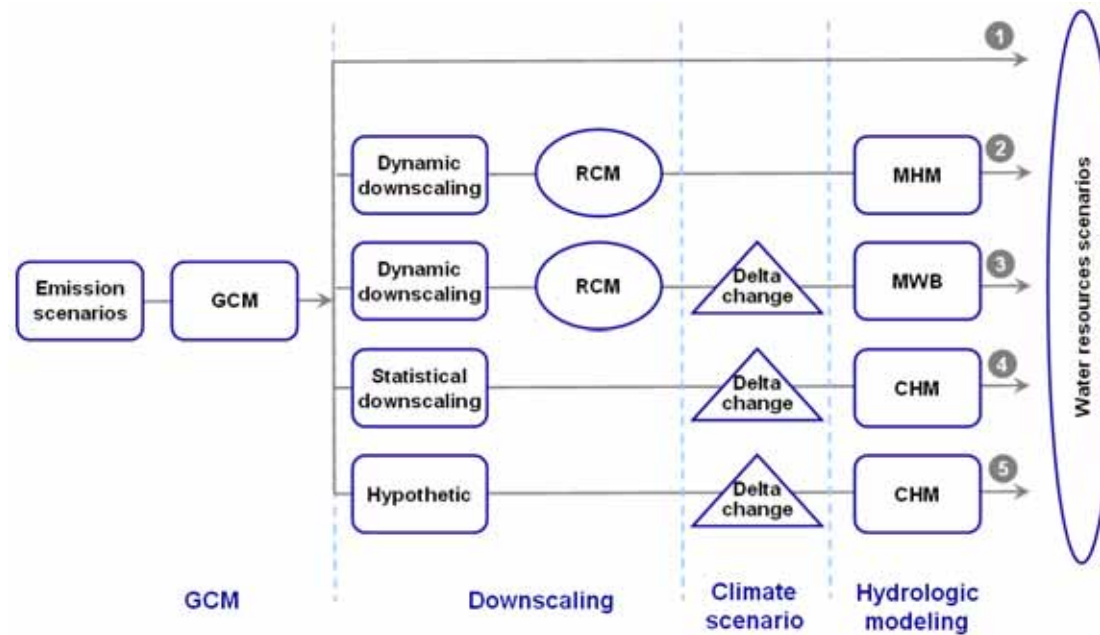 1
Dynamic
downscaling
RCM
MHM
2
Emission
scenarios
GCM
Dynamic
downscaling
RCM
Delta
change
MWB
3
Statistical
downscaling
Delta
change
CHM
4
Hypothetic
Delta
change
CHM
5
Water resources scenarios
GCM
Downscaling
Climate
scenario
Hydrologic
modeling